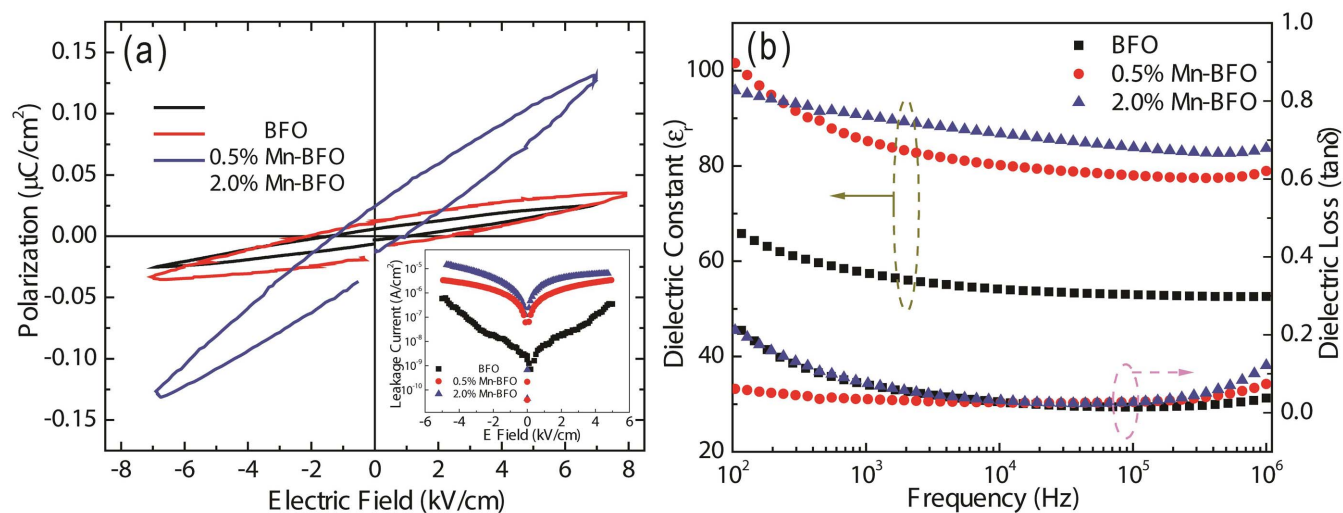 (a)
0.15
0.10
0.05
0.00
-0.05
-0.10
-0.15
Polarization (μC/cm²)
BFO
0.5% Mn-BFO
2.0% Mn-BFO
-8 -6 -4 -2 0 2 4 6 8
Electric Field (kV/cm)
10⁻⁵
10⁻⁶
10⁻⁷
10⁻⁸
10⁻⁹
10⁻¹⁰
Leakage Current (A/cm²)
BFO
0.5% Mn-BFO
2.0% Mn-BFO
-6 -4 -2 0 2 4 6
E Field (kV/cm)
(b)
100
80
60
40
20
Dielectric Constant (εr)
BFO
0.5% Mn-BFO
2.0% Mn-BFO
1.0
0.8
0.6
0.4
0.2
0.0
Dielectric Loss (tanδ)
10² 10³ 10⁴ 10⁵ 10⁶
Frequency (Hz)